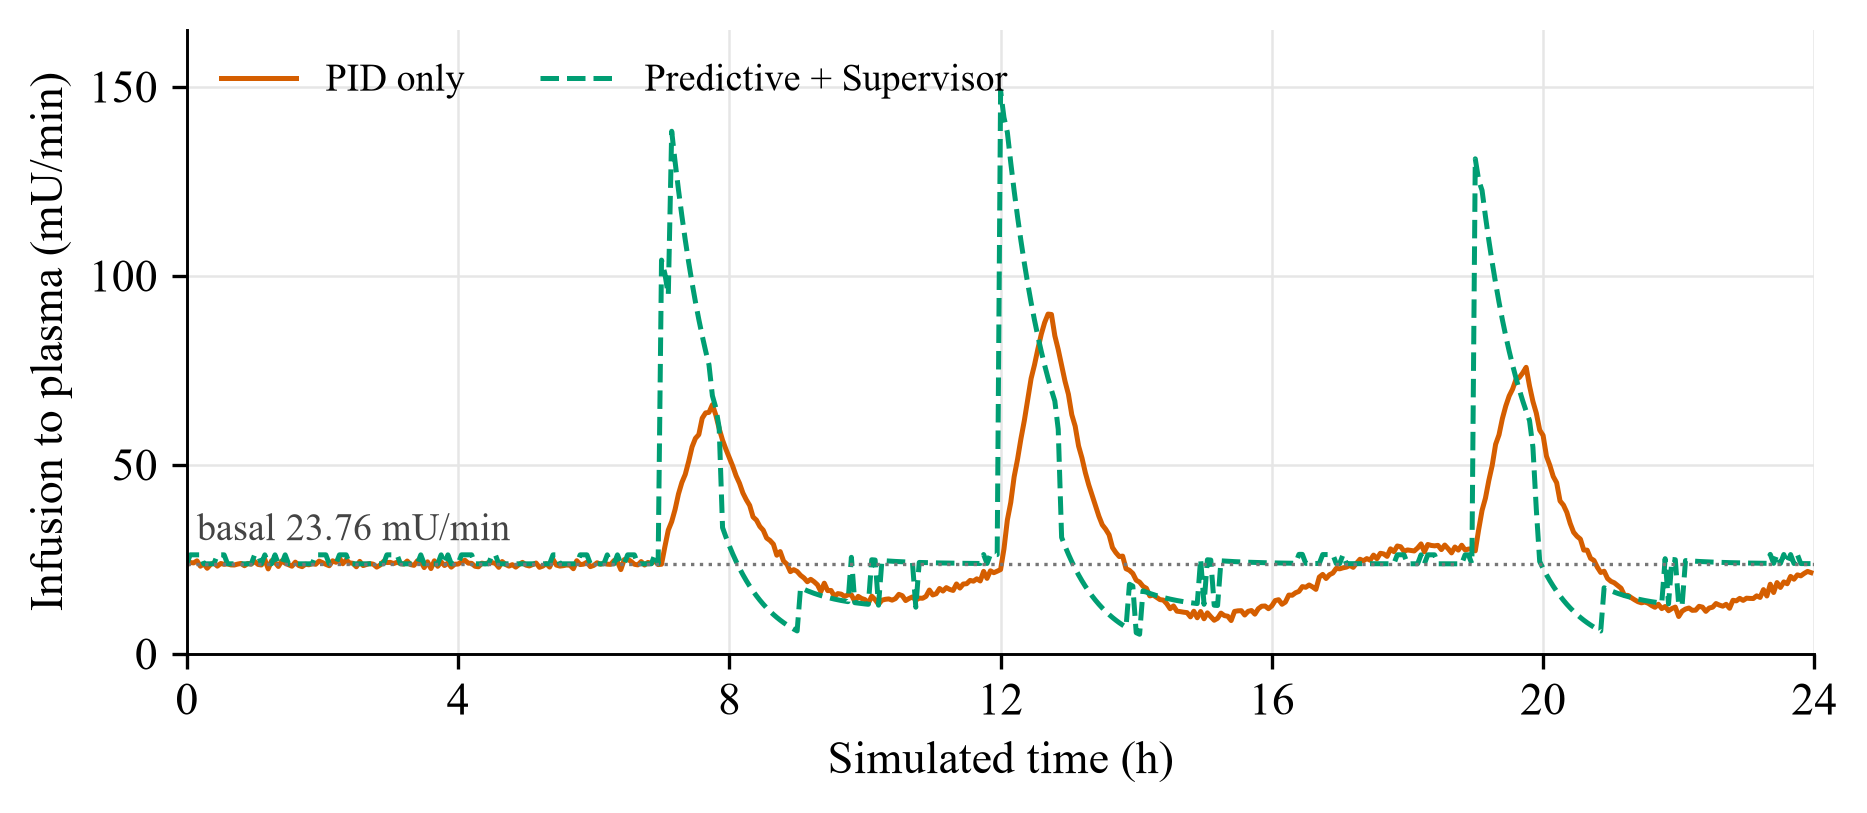 PID only
Predictive + Supervisor
Infusion to plasma (mU/min)
150
100
50
0
basal 23.76 mU/min
0 4 8 12 16 20 24
Simulated time (h)